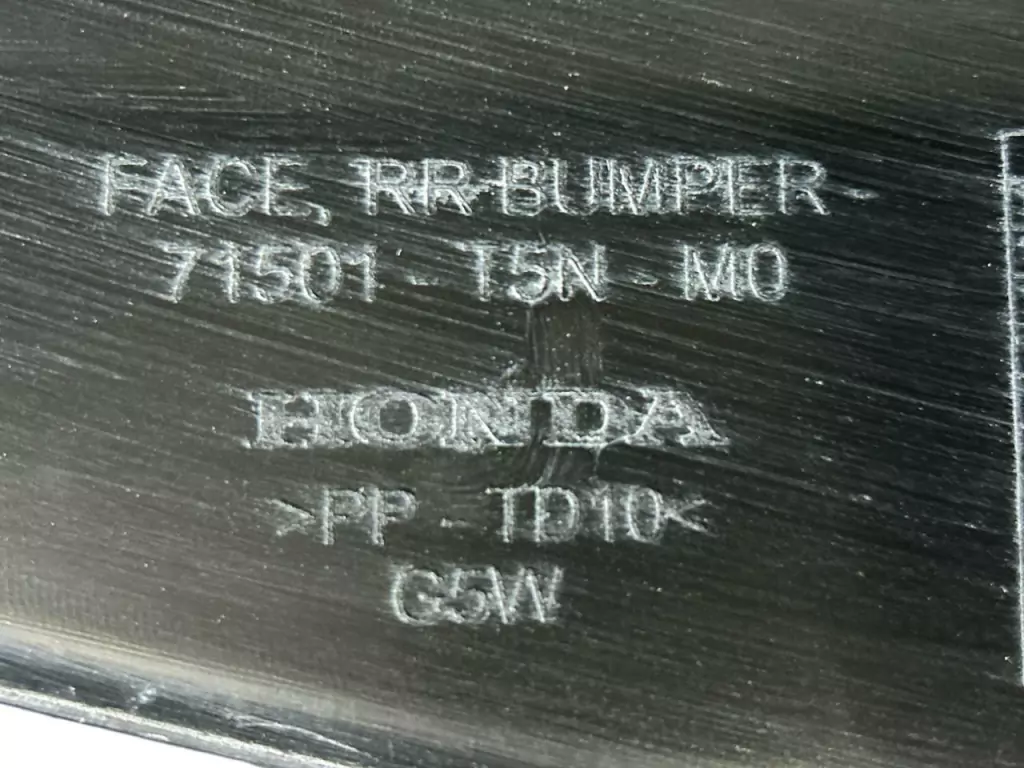 FACE, RR BUMPER
71501 - T5N - M0
HONDA
>PP - TD10<
G5W